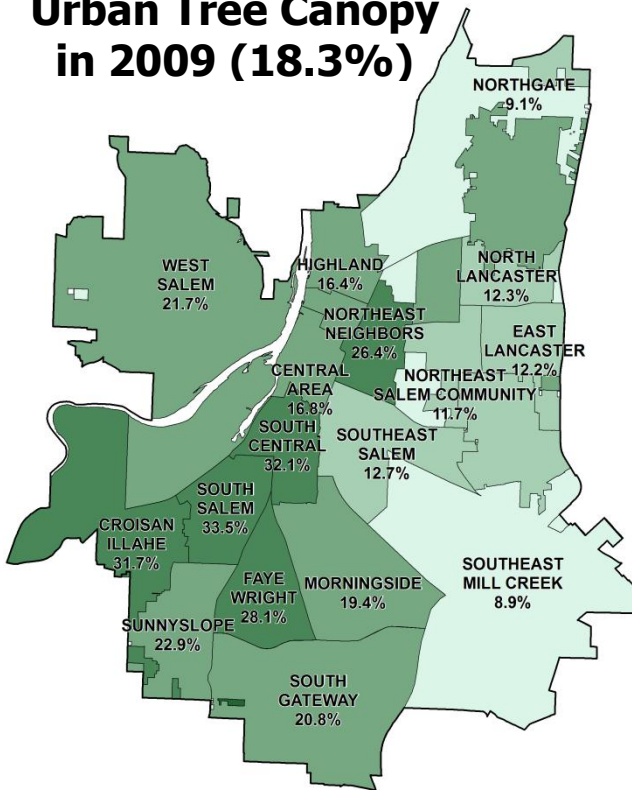 Urban Tree Canopy
in 2009 (18.3%)
NORTHGATE
9.1%
WEST
SALEM
21.7%
HIGHLAND
16.4%
NORTH
LANCASTER
12.3%
NORTHEAST
NEIGHBORS
26.4%
EAST
LANCASTER
12.2%
CENTRAL
AREA
16.8%
NORTHEAST
SALEM COMMUNITY
11.7%
SOUTH
CENTRAL
32.1%
SOUTHEAST
SALEM
12.7%
SOUTH
SALEM
33.5%
CROISAN
ILLAHE
31.7%
FAYE
WRIGHT
28.1%
MORNINGSIDE
19.4%
SOUTHEAST
MILL CREEK
8.9%
SUNNYSLOPE
22.9%
SOUTH
GATEWAY
20.8%